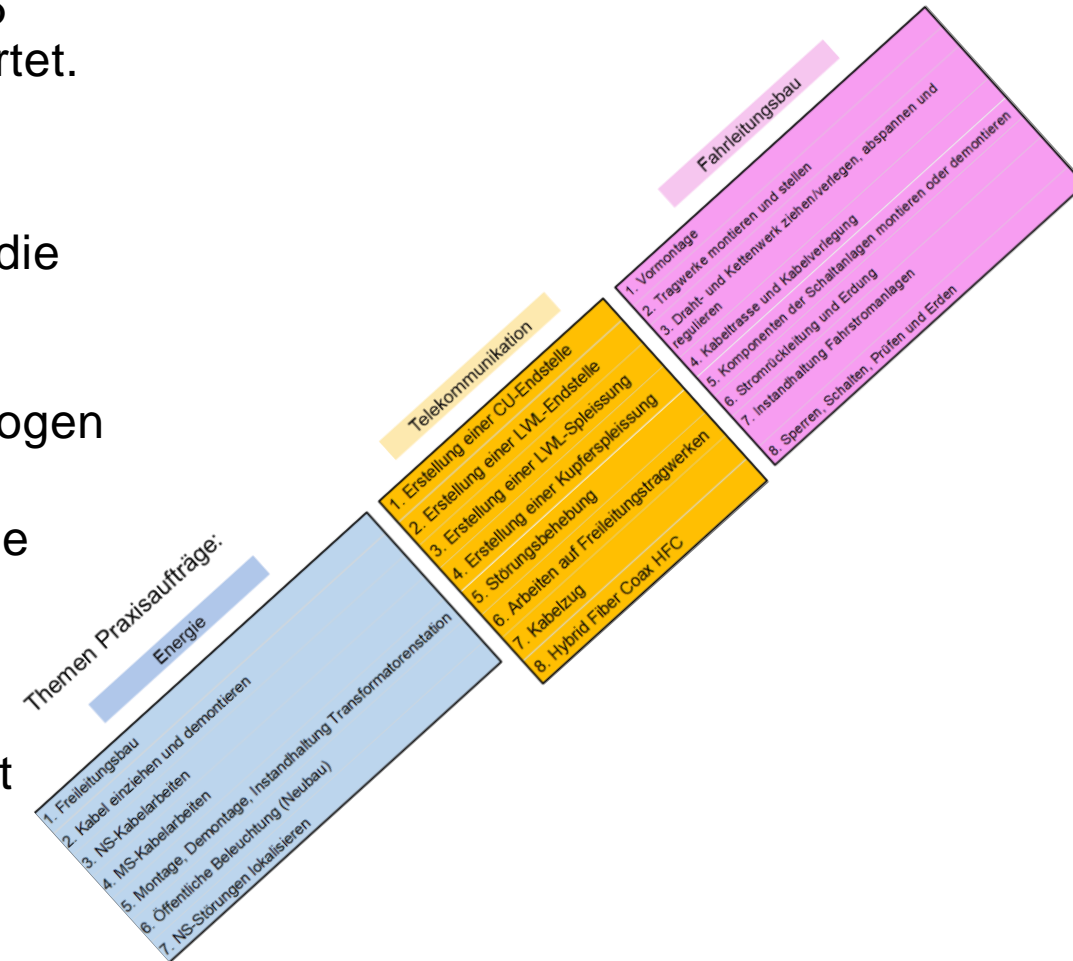 rtet.
die
ogen
e
t
Themen Praxisaufträge:
Energie
1. Freileitungsbau
2. Kabel einziehen und demontieren
3. NS-Kabelarbeiten
4. MS-Kabelarbeiten
5. Montage, Demontage, Instandhaltung Transformatorenstation
6. Öffentliche Beleuchtung (Neubau)
7. NS-Störungen lokalisieren
Telekommunikation
1. Erstellung einer CU-Endstelle
2. Erstellung einer LWL-Endstelle
3. Erstellung einer LWL-Spleissung
4. Erstellung einer Kupferspleissung
5. Störungsbehebung
6. Arbeiten auf Freileitungstragwerken
7. Kabelzug
8. Hybrid Fiber Coax HFC
Fahrleitungsbau
1. Vormontage
2. Tragwerke montieren und stellen
3. Draht- und Kettenwerk ziehen/verlegen, abspannen und
regulieren
4. Kabeltrasse und Kabelverlegung
5. Komponenten der Schaltanlagen montieren oder demontieren
6. Stromrückleitung und Erdung
7. Instandhaltung Fahrstromanlagen
8. Sperren, Schalten, Prüfen und Erden